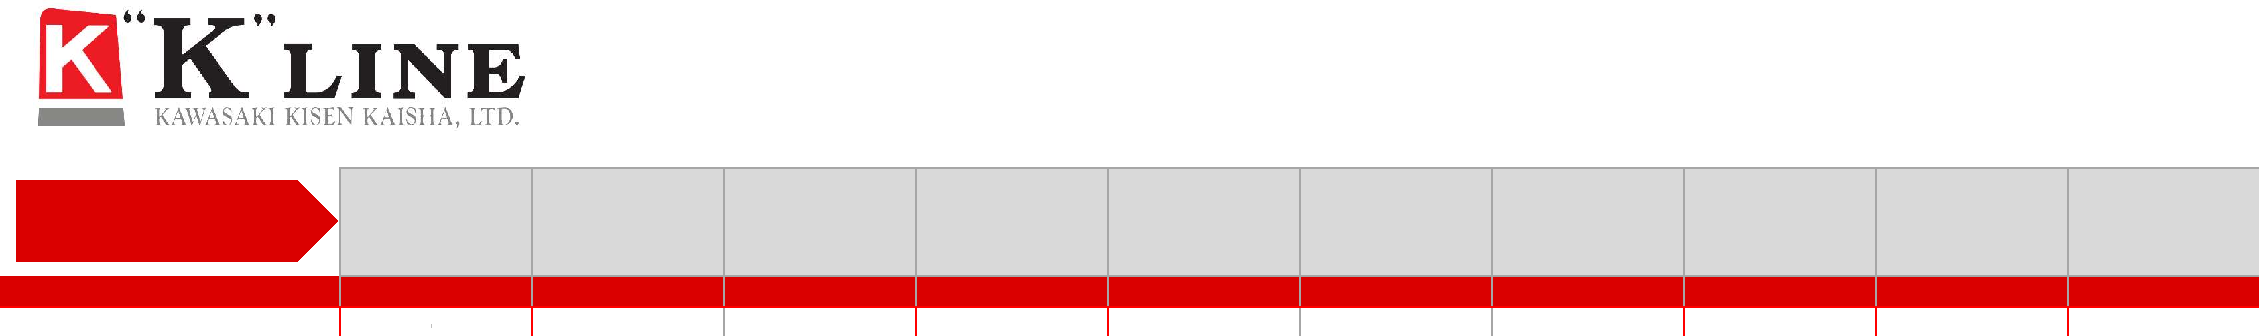 K “K” LINE
KAWASAKI KISEN KAISHA, LTD.